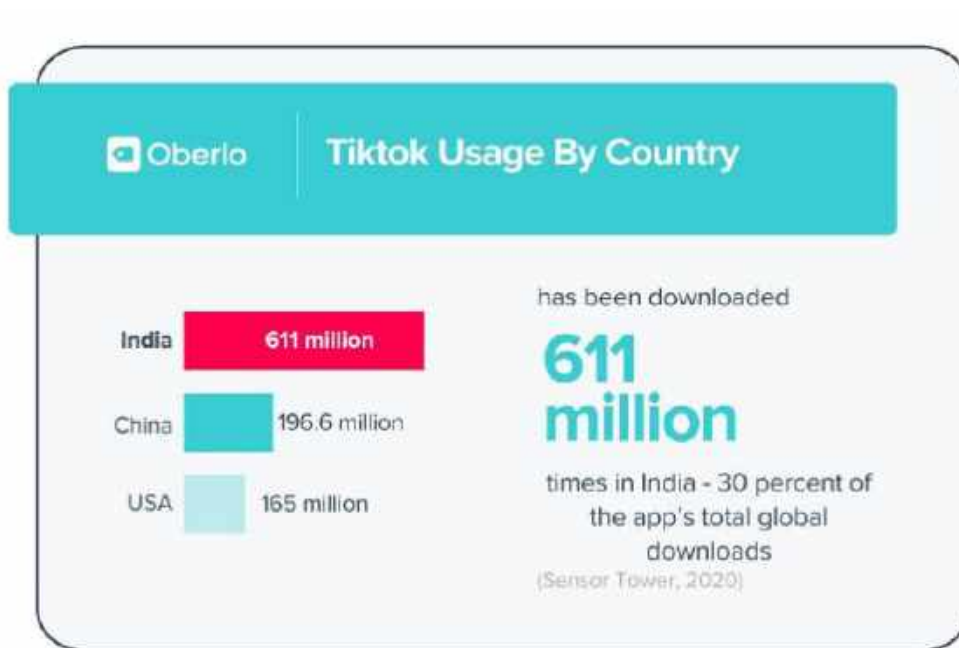 Oberlo
Tiktok Usage By Country
India 611 million
China 196.6 million
USA 165 million
has been downloaded
611
million
times in India - 30 percent of
the app's total global
downloads
(Sensor Tower, 2020)